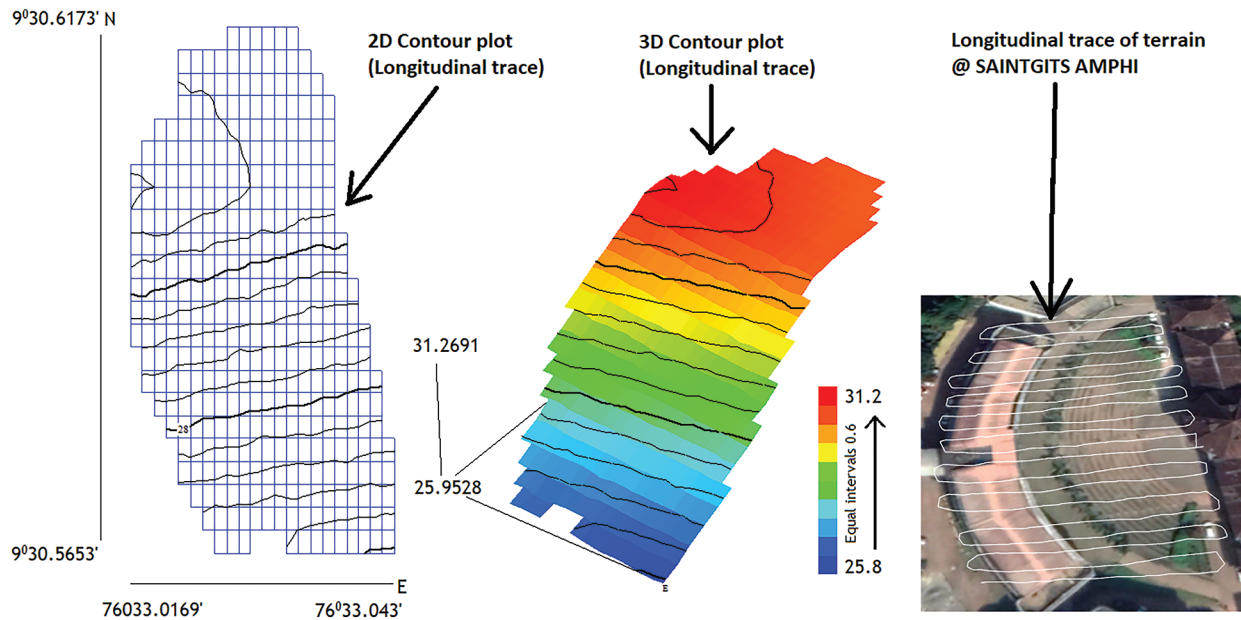 9⁰30.6173' N
2D Contour plot
(Longitudinal trace)
3D Contour plot
(Longitudinal trace)
Longitudinal trace of terrain
@ SAINTGITS AMPHI
28
31.2691
25.9528
31.2
Equal intervals 0.6
25.8
9⁰30.5653'
E
E
76033.0169'
76⁰33.043'